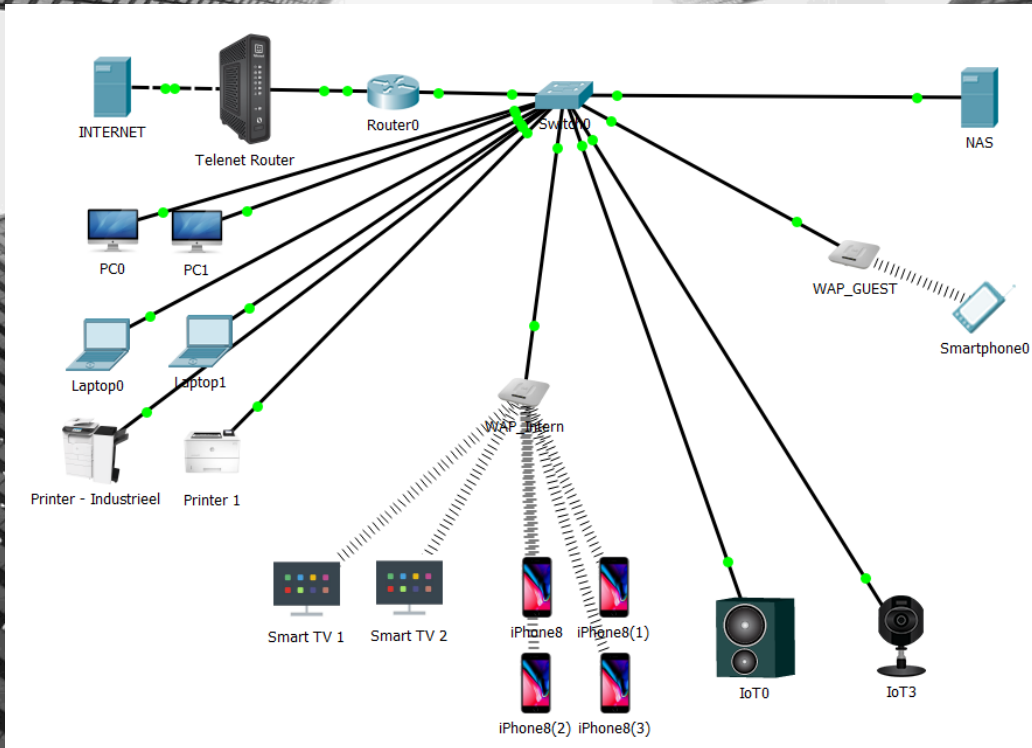 INTERNET
Telenet Router
Router0
Switch0
NAS
PC0
PC1
WAP_GUEST
Smartphone0
Laptop0
Laptop1
WAP_Intern
Printer - Industrieel
Printer 1
Smart TV 1
Smart TV 2
iPhone8
iPhone8(1)
iPhone8(2)
iPhone8(3)
IoT0
IoT3